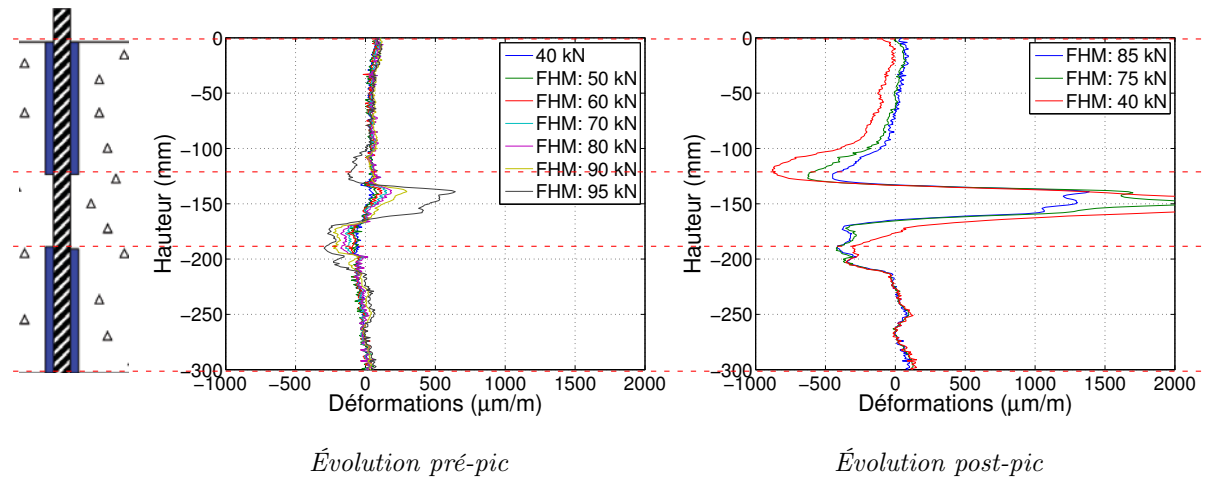 0
−50
−100
−150
−200
−250
−300
Hauteur (mm)
−1000
−500
0
500
1000
1500
2000
Déformations (µm/m)
40 kN
FHM: 50 kN
FHM: 60 kN
FHM: 70 kN
FHM: 80 kN
FHM: 90 kN
FHM: 95 kN
Évolution pré-pic
0
−50
−100
−150
−200
−250
−300
Hauteur (mm)
−1000
−500
0
500
1000
1500
2000
Déformations (µm/m)
FHM: 85 kN
FHM: 75 kN
FHM: 40 kN
Évolution post-pic